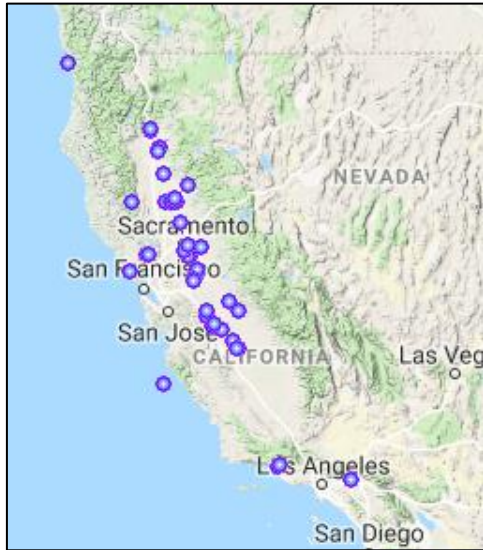 NEVADA
Sacramento
San Francisco
San Jose
CALIFORNIA
Las Veg
Los Angeles
San Diego